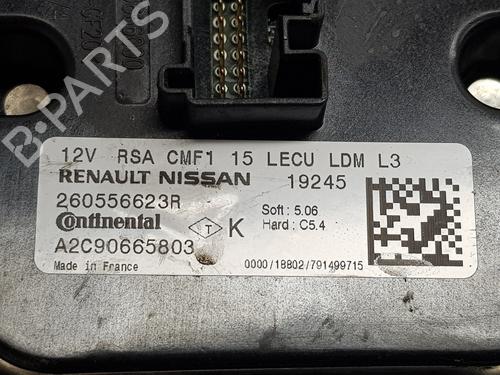 12V RSA CMF1 15 LECU LDM L3
RENAULT NISSAN 19245
260556623R
Continental
T K
Soft : 5.06
Hard : C5.4
A2C90665803
Made in France
0000/18802/791499715
B-PARTS